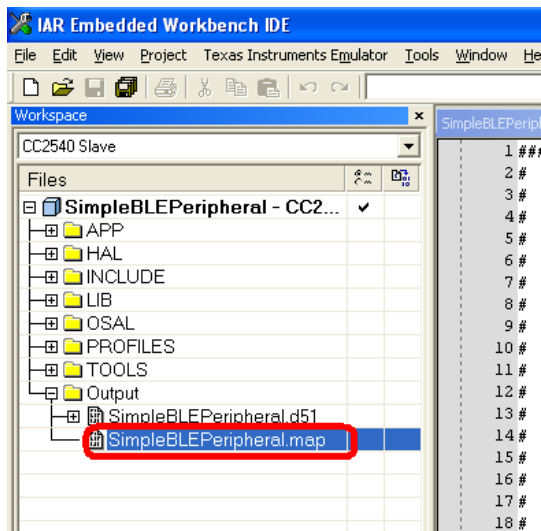 IAR Embedded Workbench IDE
File Edit View Project Texas Instruments Emulator Tools Window He
Workspace
SimpleBLEPeriph
CC2540 Slave
Files
SimpleBLEPeripheral - CC2...
APP
HAL
INCLUDE
LIB
OSAL
PROFILES
TOOLS
Output
SimpleBLEPeripheral.d51
SimpleBLEPeripheral.map
1 ###
2 #
3 #
4 #
5 #
6 #
7 #
8 #
9 #
10 #
11 #
12 #
13 #
14 #
15 #
16 #
17 #
18 #